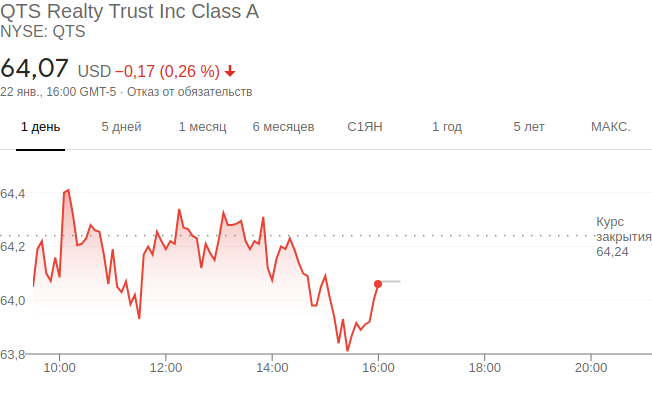 QTS Realty Trust Inc Class A
NYSE: QTS
64,07 USD −0,17 (0,26 %)
22 янв., 16:00 GMT-5 · Отказ от обязательств
1 день 5 дней 1 месяц 6 месяцев С1ЯН 1 год 5 лет МАКС.
64,4
Курс
закрытия
64,24
64,2
64,0
63,8
10:00 12:00 14:00 16:00 18:00 20:00